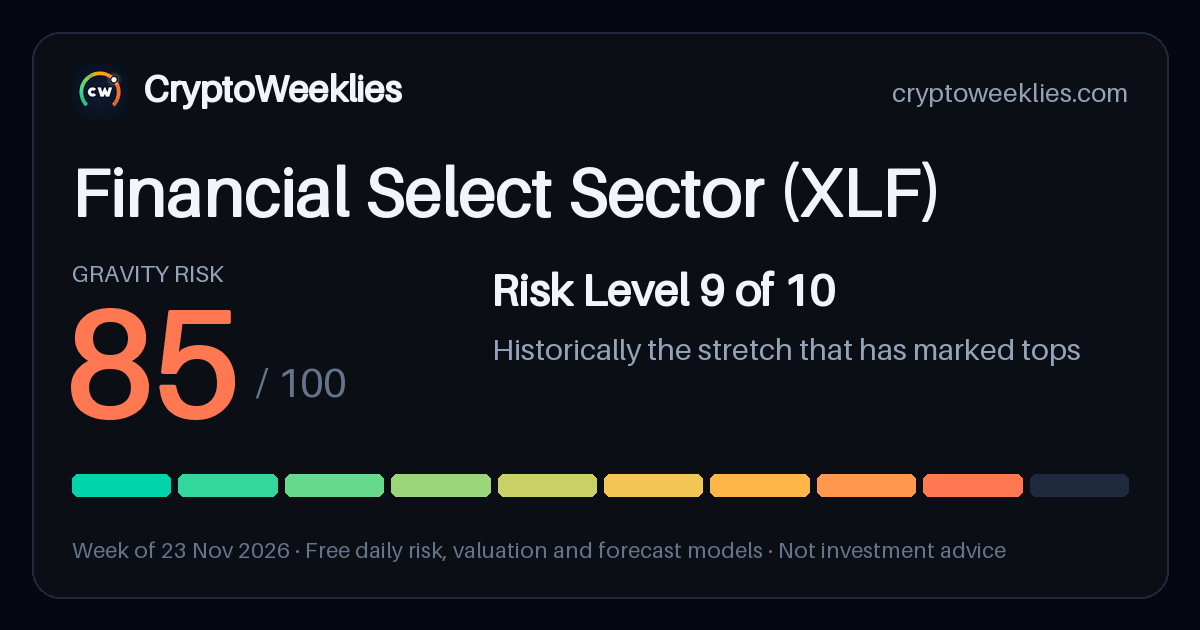 CW
CryptoWeeklies
cryptoweeklies.com
Financial Select Sector (XLF)
GRAVITY RISK
85 / 100
Risk Level 9 of 10
Historically the stretch that has marked tops
Week of 23 Nov 2026 · Free daily risk, valuation and forecast models · Not investment advice